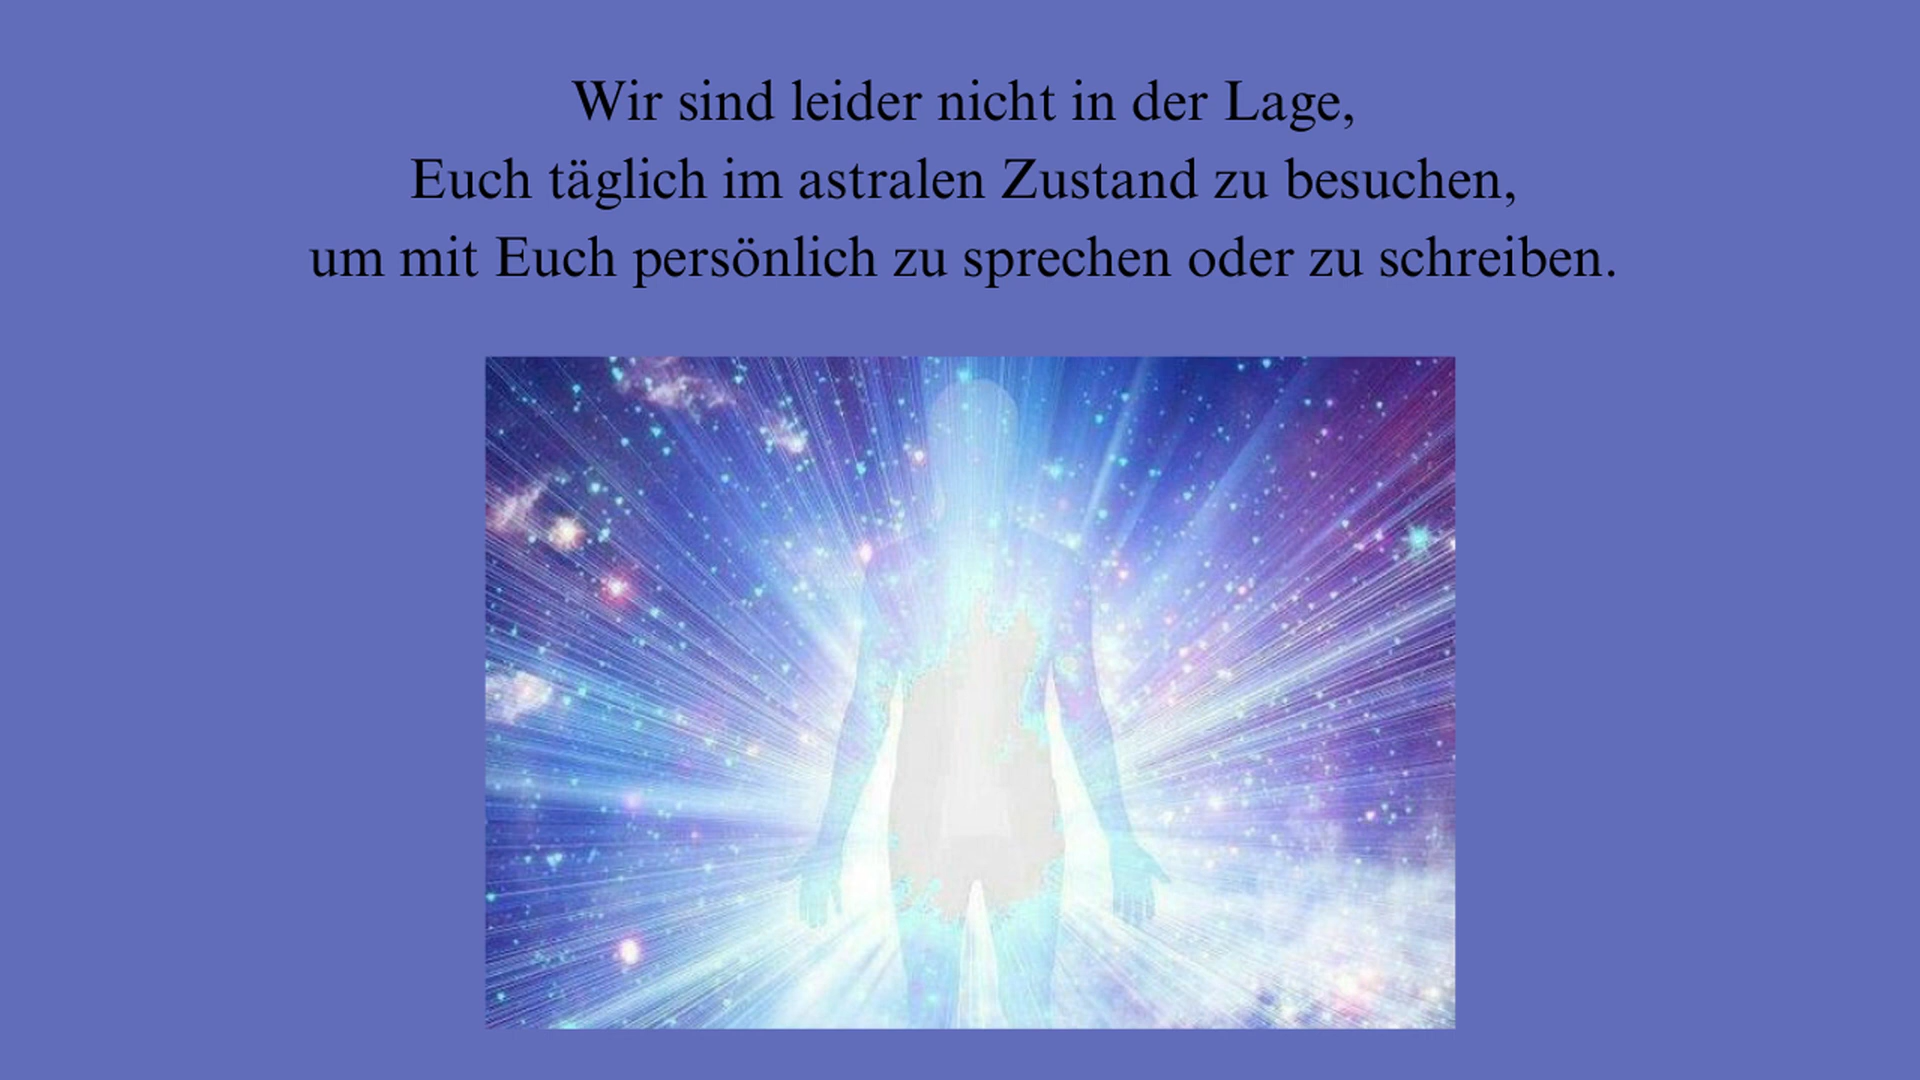 Wir sind leider nicht in der Lage,
Euch täglich im astralen Zustand zu besuchen,
um mit Euch persönlich zu sprechen oder zu schreiben.